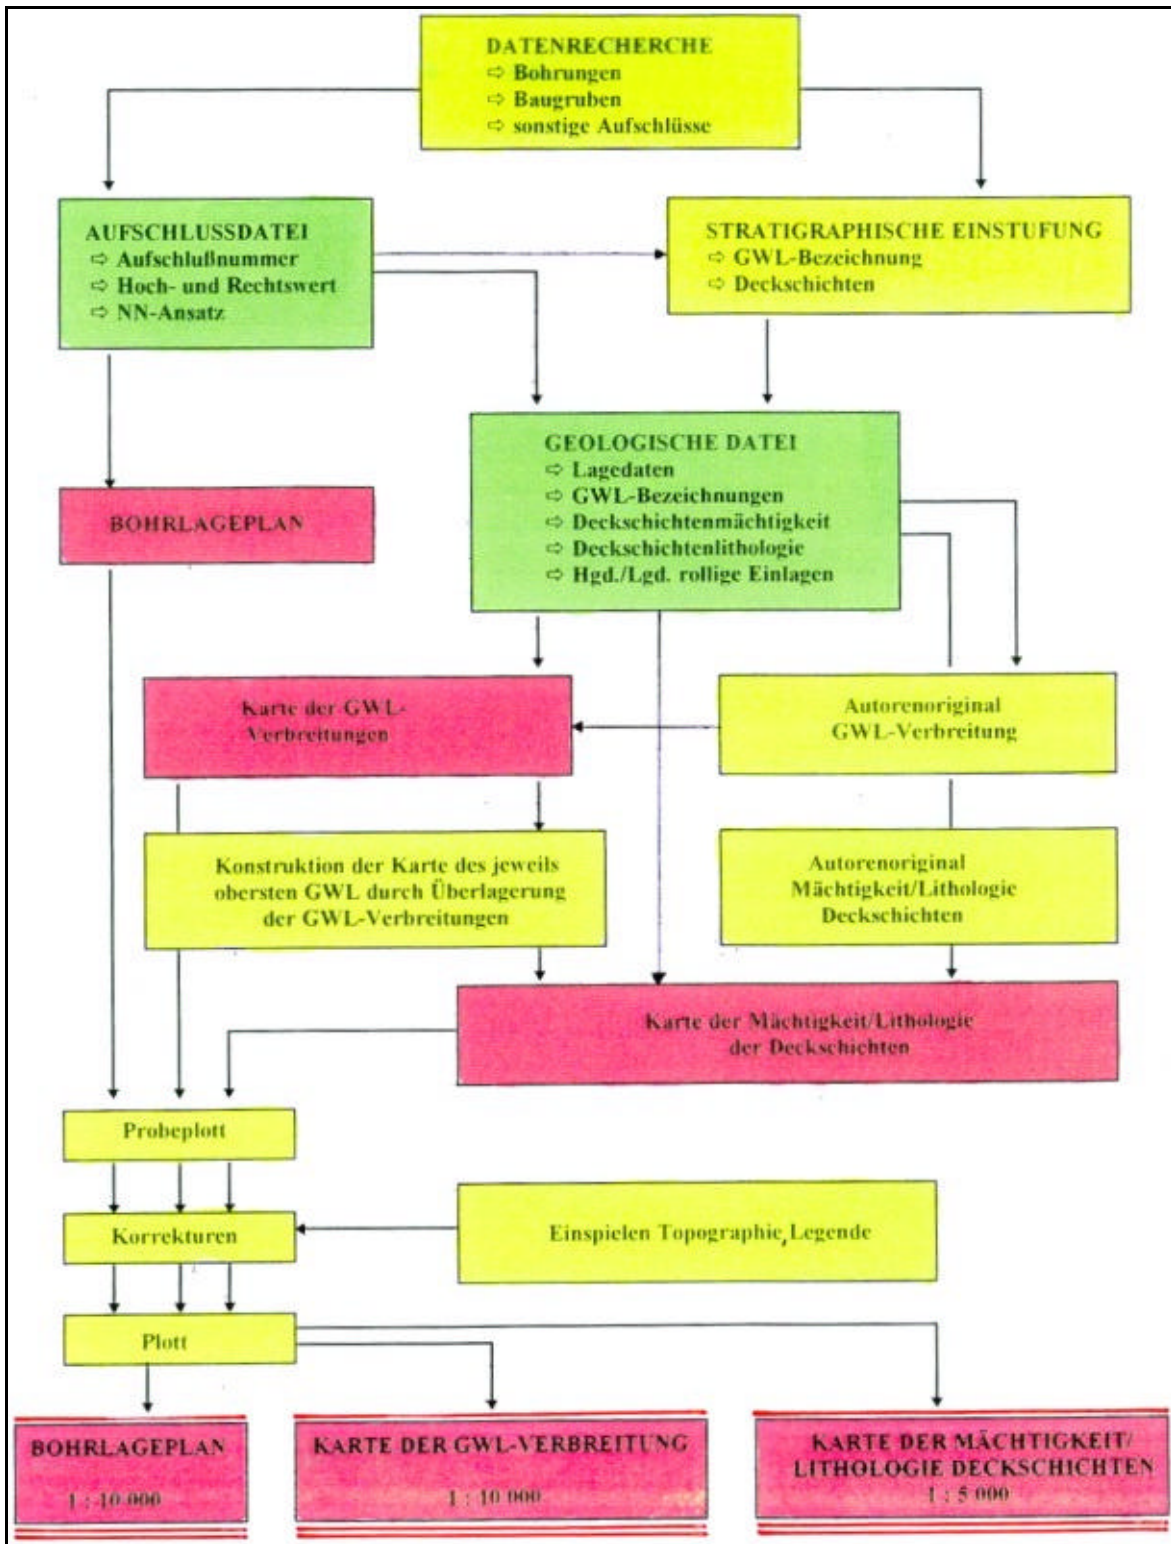 DATENRECHERCHE
⇨ Bohrungen
⇨ Baugruben
⇨ sonstige Aufschlüsse
AUFSCHLUSSDATEI
⇨ Aufschlußnummer
⇨ Hoch- und Rechtswert
⇨ NN-Ansatz
STRATIGRAPHISCHE EINSTUFUNG
⇨ GWL-Bezeichnung
⇨ Deckschichten
GEOLOGISCHE DATEI
⇨ Lagedaten
⇨ GWL-Bezeichnungen
⇨ Deckschichtenmächtigkeit
⇨ Deckschichtenlithologie
⇨ Hgd./Lgd. rollige Einlagen
BOHRLAGEPLAN
Karte der GWL-
Verbreitungen
Autorenoriginal
GWL-Verbreitung
Konstruktion der Karte des jeweils
obersten GWL durch Überlagerung
der GWL-Verbreitungen
Autorenoriginal
Mächtigkeit/Lithologie
Deckschichten
Karte der Mächtigkeit/Lithologie
der Deckschichten
Probeplott
Korrekturen
Einspielen Topographie, Legende
Plott
BOHRLAGEPLAN
1 : 10 000
KARTE DER GWL-VERBREITUNG
1 : 10 000
KARTE DER MÄCHTIGKEIT/
LITHOLOGIE DECKSCHICHTEN
1 : 5 000